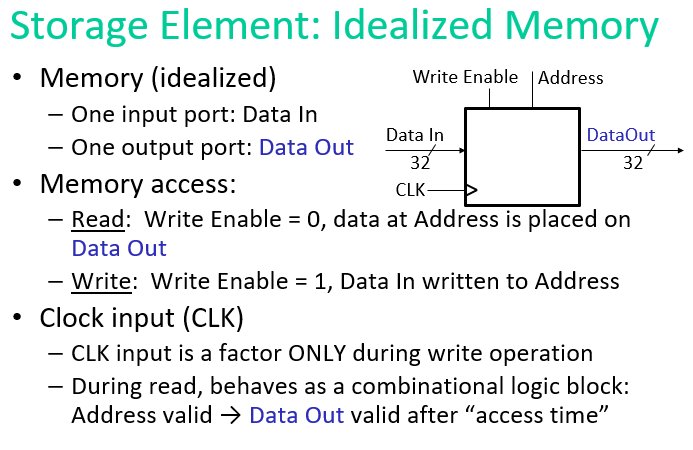 Storage Element: Idealized Memory
• Memory (idealized)
– One input port: Data In
– One output port: Data Out
• Memory access:
– Read: Write Enable = 0, data at Address is placed on
Data Out
– Write: Write Enable = 1, Data In written to Address
• Clock input (CLK)
– CLK input is a factor ONLY during write operation
– During read, behaves as a combinational logic block:
Address valid → Data Out valid after “access time”
Write Enable
Address
Data In
32
CLK
DataOut
32